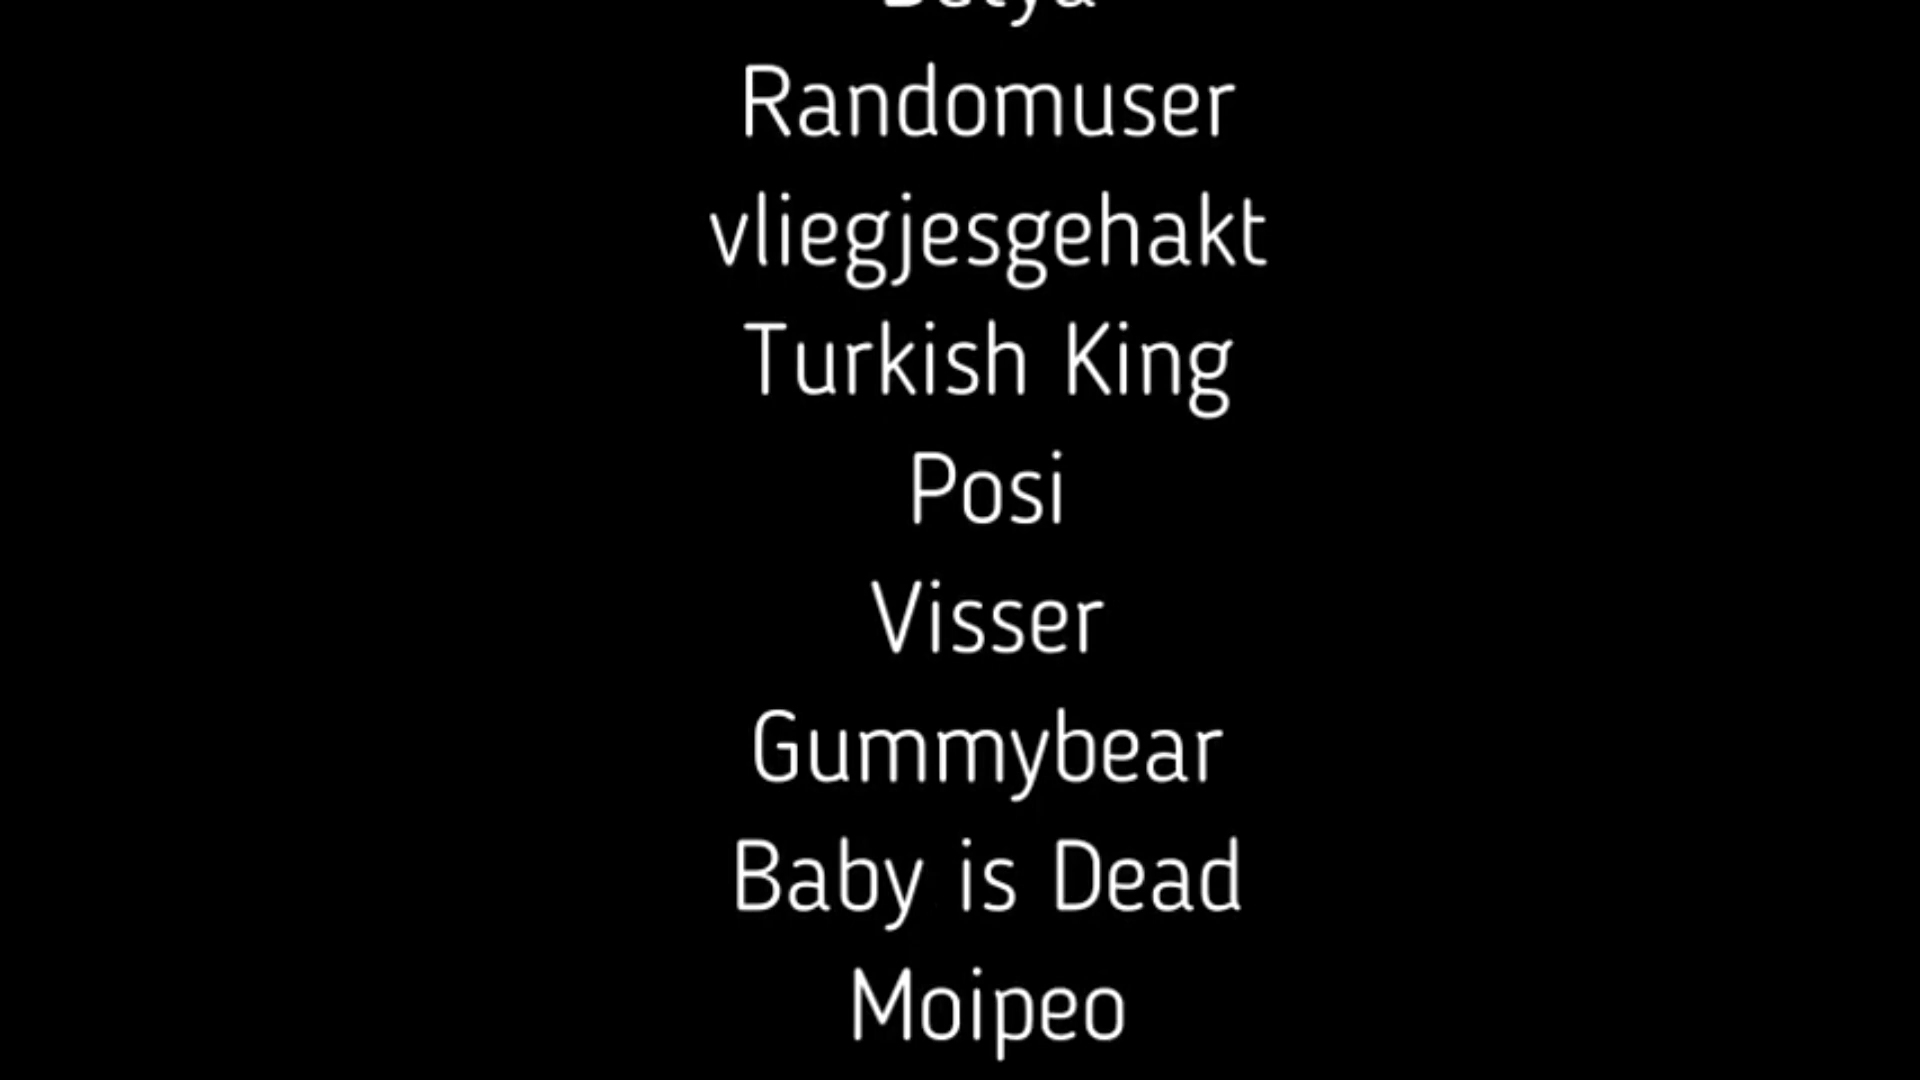 Randomuser
vliegjesgehakt
Turkish King
Posi
Visser
Gummybear
Baby is Dead
Moipeo